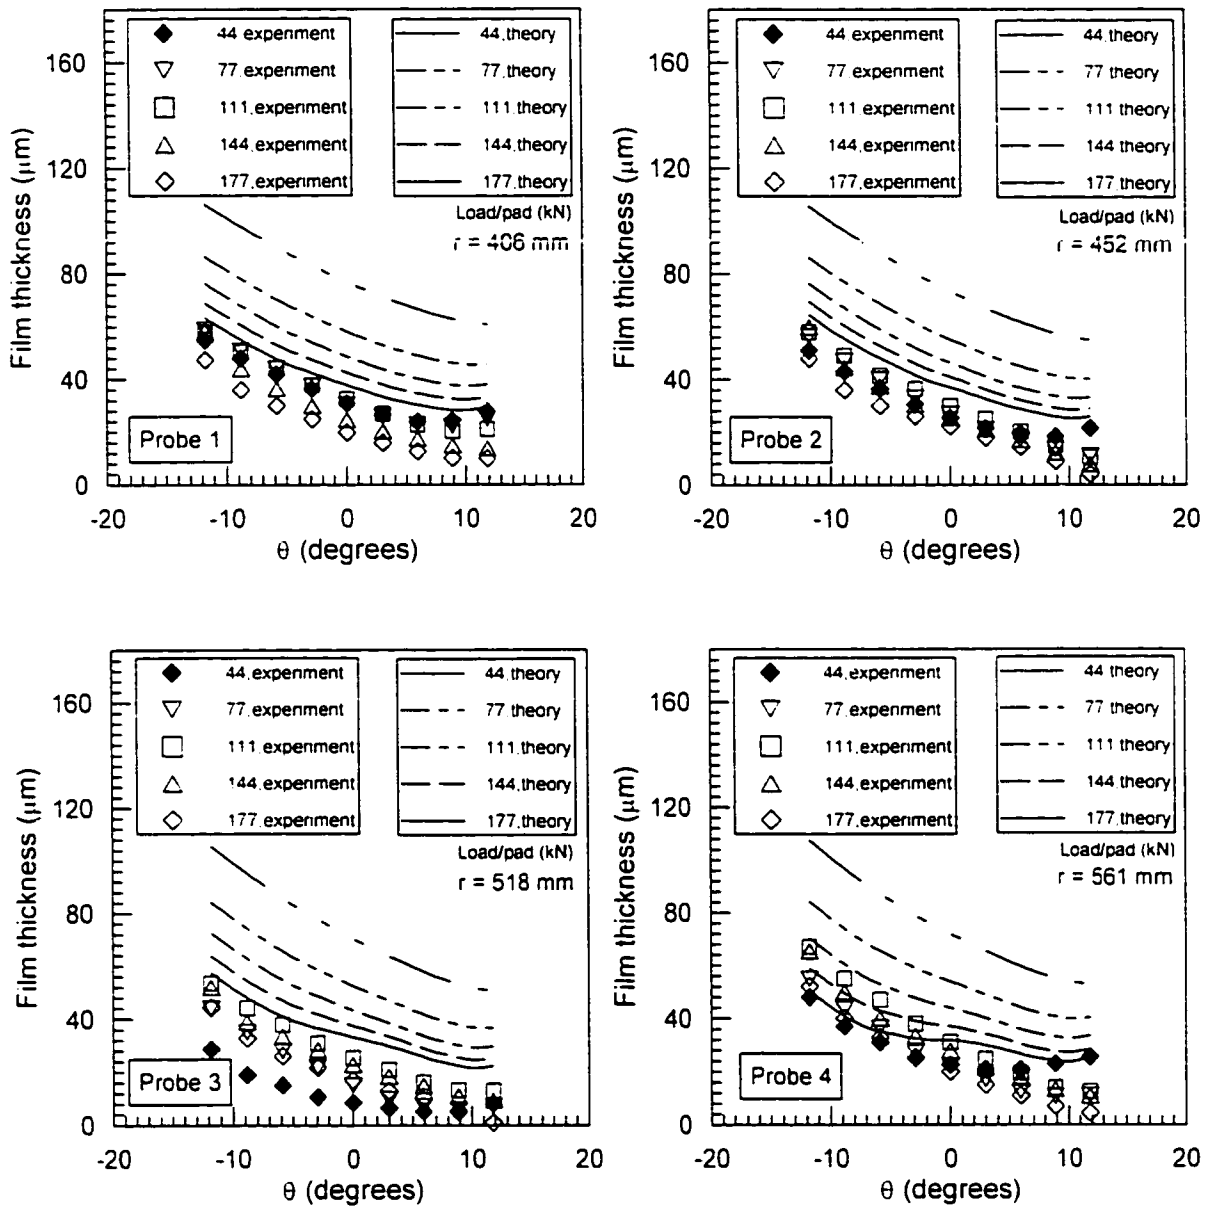 Film thickness (μm)
160
120
80
40
0
44 experiment
77.experiment
111.experiment
144.experiment
177.experiment
44.theory
77.theory
111.theory
144.theory
177.theory
Load/pad (kN)
r = 406 mm
Probe 1
-20 -10 0 10 20
θ (degrees)
Film thickness (μm)
160
120
80
40
0
44 experiment
77 experiment
111.experiment
144.experiment
177.experiment
44.theory
77 theory
111 theory
144 theory
177.theory
Load/pad (kN)
r = 452 mm
Probe 2
-20 -10 0 10 20
θ (degrees)
Film thickness (μm)
160
120
80
40
0
44.experiment
77.experiment
111.experiment
144.experiment
177.experiment
44.theory
77 theory
111.theory
144.theory
177.theory
Load/pad (kN)
r = 518 mm
Probe 3
-20 -10 0 10 20
θ (degrees)
Film thickness (μm)
160
120
80
40
0
44.experiment
77.experiment
111.experiment
144.experiment
177.experiment
44 theory
77.theory
111 theory
144.theory
177.theory
Load/pad (kN)
r = 561 mm
Probe 4
-20 -10 0 10 20
θ (degrees)